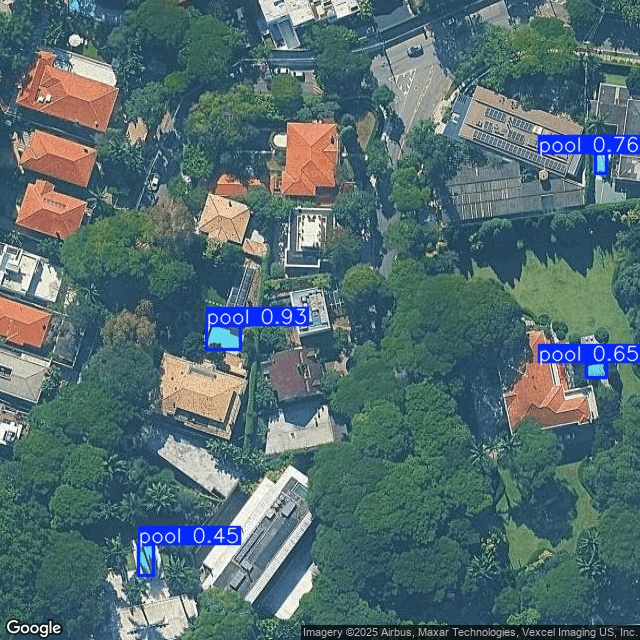 pool 0.76
pool 0.93
pool 0.65
pool 0.45
Google
Imagery ©2025 Airbus, Maxar Technologies, Vexcel Imaging US, Inc.